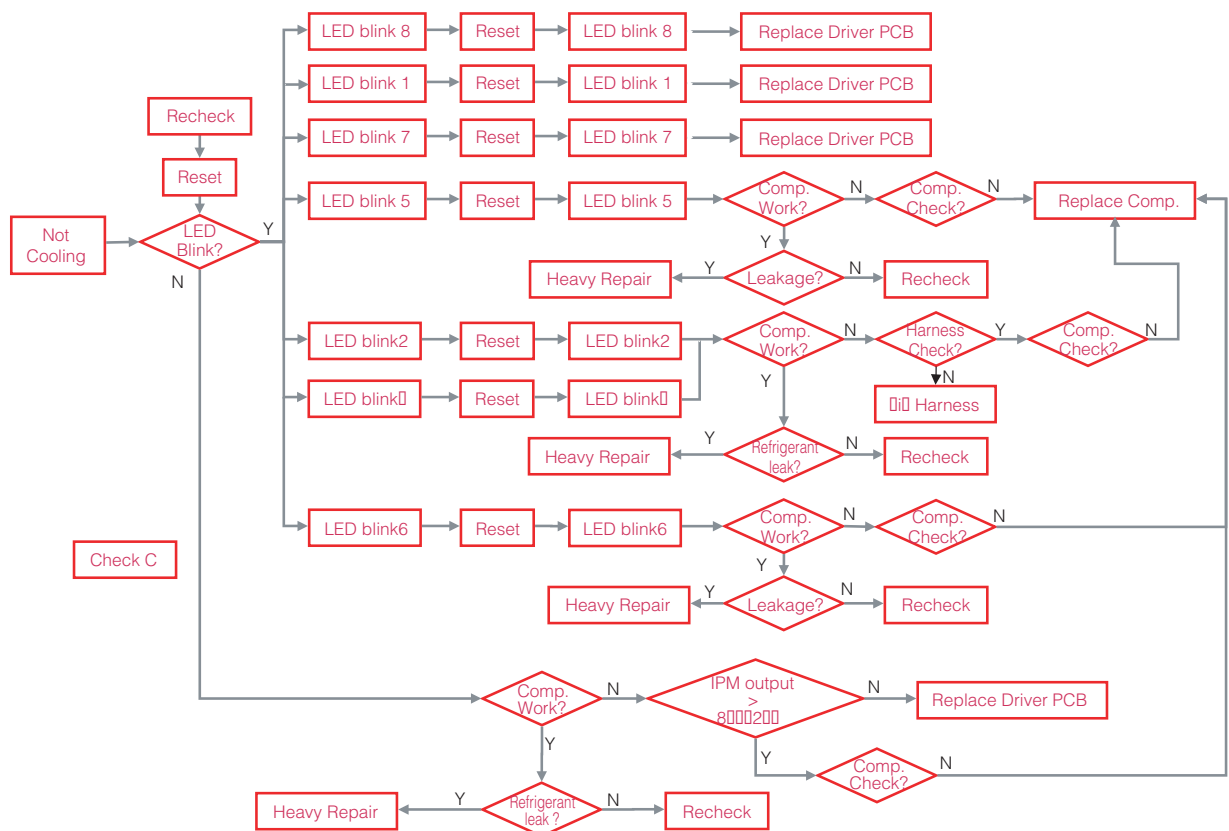 LED blink 8
Reset
LED blink 8
Replace Driver PCB
LED blink 1
Reset
LED blink 1
Replace Driver PCB
LED blink 7
Reset
LED blink 7
Replace Driver PCB
Recheck
Reset
LED
Blink?
Y
N
Not
Cooling
LED blink 5
Reset
LED blink 5
Comp.
Work?
N
Comp.
Check?
N
Replace Comp.
Y
Heavy Repair
Y
Leakage?
N
Recheck
LED blink2
Reset
LED blink2
Comp.
Work?
N
Harness
Check?
Y
Comp.
Check?
N
Y
N
LED blink
Reset
LED blink
Harness
Heavy Repair
Y
Refrigerant
leak?
N
Recheck
LED blink6
Reset
LED blink6
Comp.
Work?
N
Comp.
Check?
N
Y
Check C
Heavy Repair
Y
Leakage?
N
Recheck
Comp.
Work?
N
IPM output
>
N
Replace Driver PCB
Y
Y
Comp.
Check?
N
Heavy Repair
Y
Refrigerant
leak ?
N
Recheck